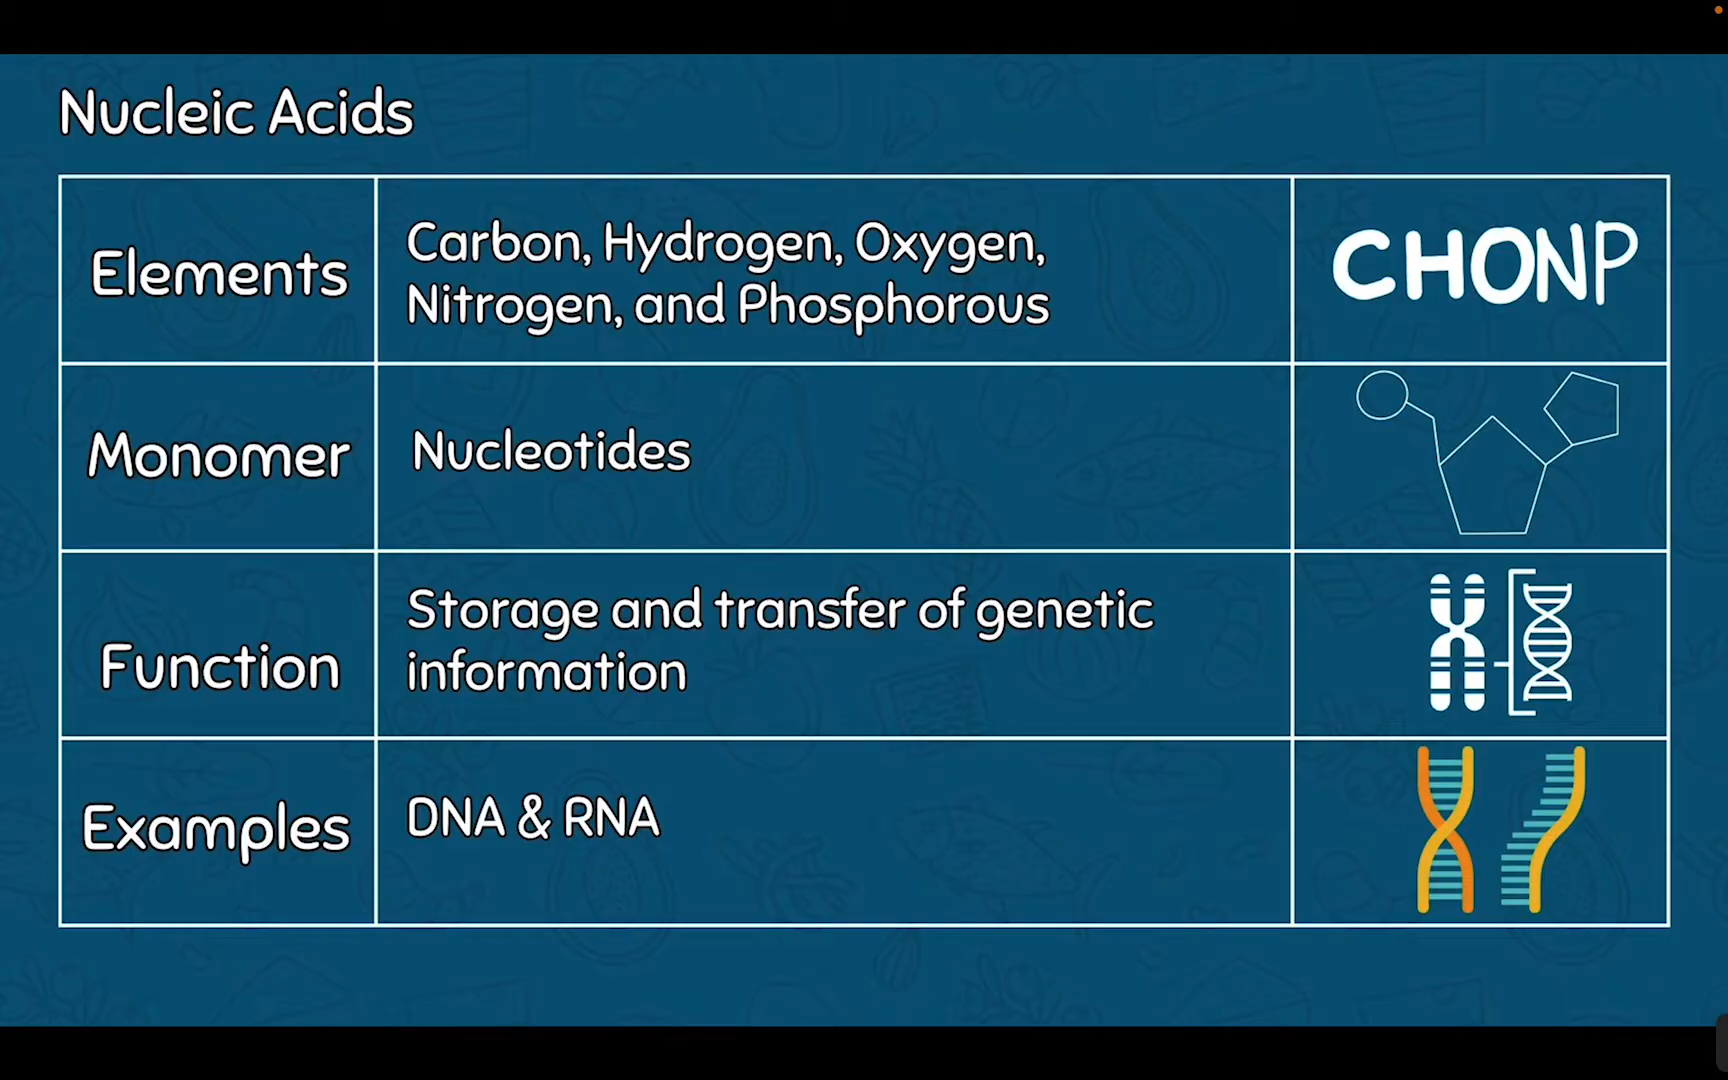 Nucleic Acids
Elements
Carbon, Hydrogen, Oxygen,
Nitrogen, and Phosphorous
CHONP
Monomer
Nucleotides
Function
Storage and transfer of genetic
information
Examples
DNA & RNA